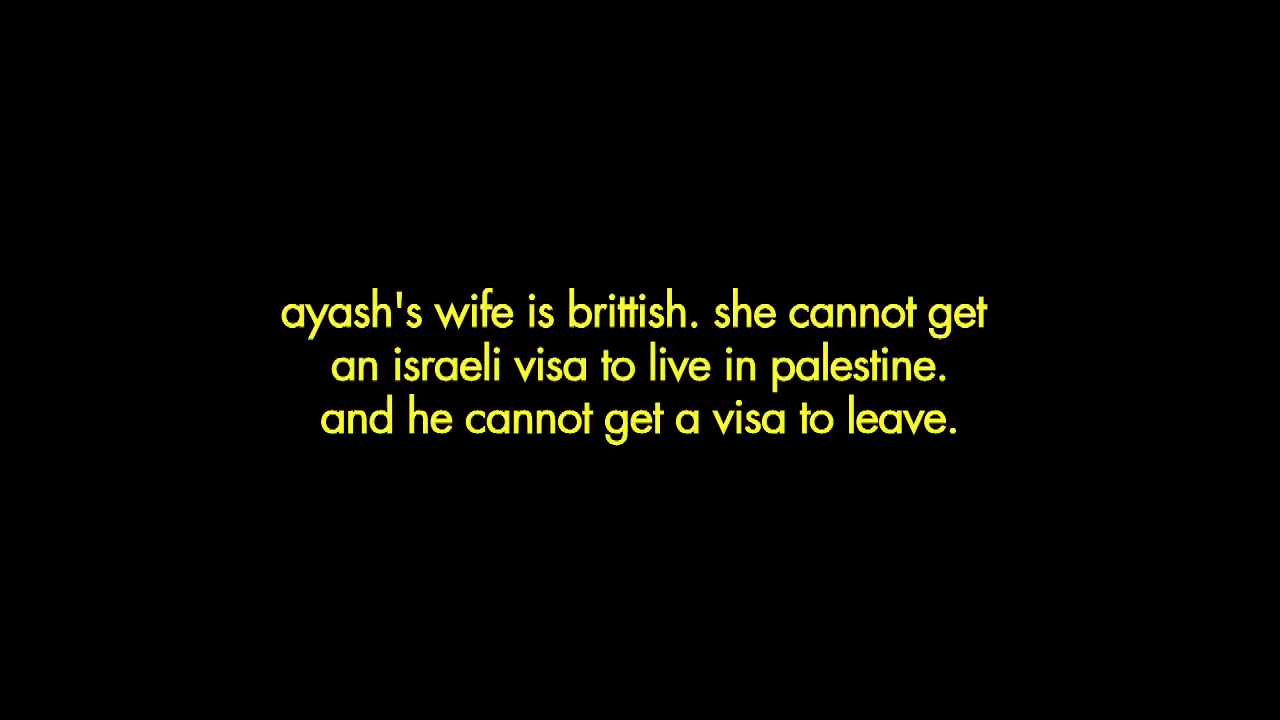 ayash's wife is brittish. she cannot get
an israeli visa to live in palestine.
and he cannot get a visa to leave.